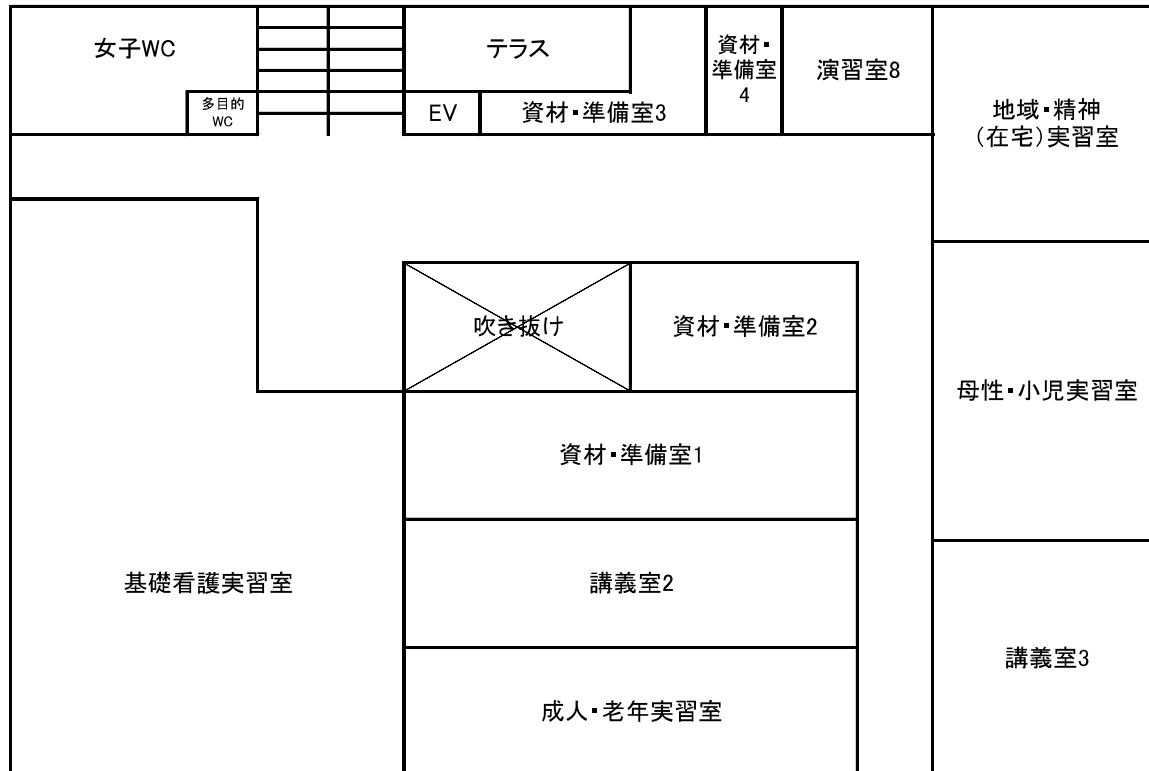 女子WC
多目的
WC
テラス
EV
資材・準備室3
資材・
準備室
4
演習室8
地域・精神
(在宅)実習室
吹き抜け
資材・準備室2
母性・小児実習室
資材・準備室1
基礎看護実習室
講義室2
講義室3
成人・老年実習室